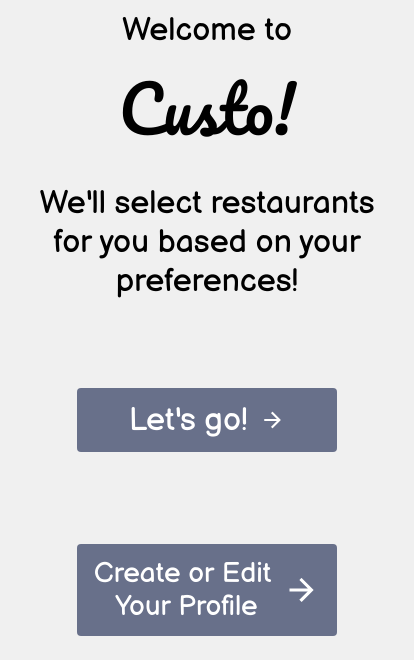 Welcome to
Custo!
We'll select restaurants
for you based on your
preferences!
Let's go!
Create or Edit
Your Profile